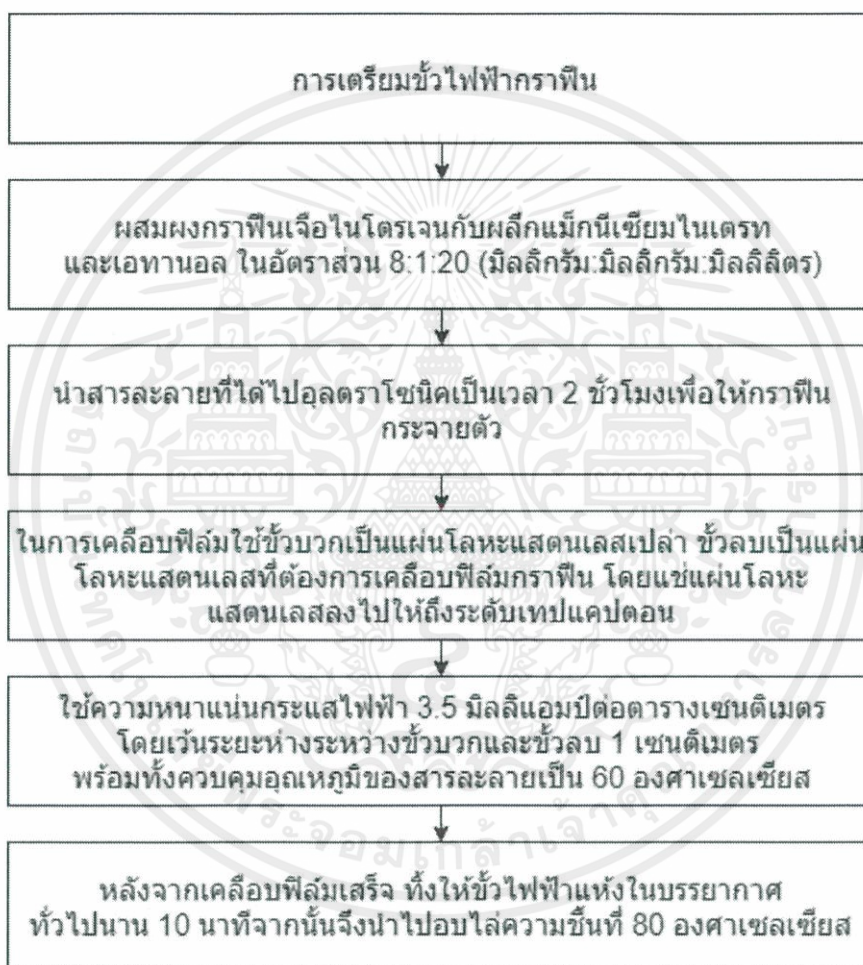 การเตรียมขั้วไฟฟ้ากราฟีน
ผสมผงกราฟีนเจือไนโตรเจนกับผลึกแม็กนีเซียมไนเตรท
และเอทานอล ในอัตราส่วน 8:1:20 (มิลลิกรัม:มิลลิกรัม:มิลลิลิตร)
นำสารละลายที่ได้ไปอุลตราโซนิคเป็นเวลา 2 ชั่วโมงเพื่อให้กราฟีน
กระจายตัว
ในการเคลือบฟิล์มใช้ขั้วบวกเป็นแผ่นโลหะแสตนเลสเปล่า ขั้วลบเป็นแผ่น
โลหะแสตนเลสที่ต้องการเคลือบฟิล์มกราฟีน โดยแช่แผ่นโลหะ
แสตนเลสลงไปให้ถึงระดับเทปแคปตอน
ใช้ความหนาแน่นกระแสไฟฟ้า 3.5 มิลลิแอมป์ต่อตารางเซนติเมตร
โดยเว้นระยะห่างระหว่างขั้วบวกและขั้วลบ 1 เซนติเมตร
พร้อมทั้งควบคุมอุณหภูมิของสารละลายเป็น 60 องศาเซลเซียส
หลังจากเคลือบฟิล์มเสร็จ ทิ้งให้ขั้วไฟฟ้าแห้งในบรรยากาศ
ทั่วไปนาน 10 นาทีจากนั้นจึงนำไปอบไล่ความชื้นที่ 80 องศาเซลเซียส